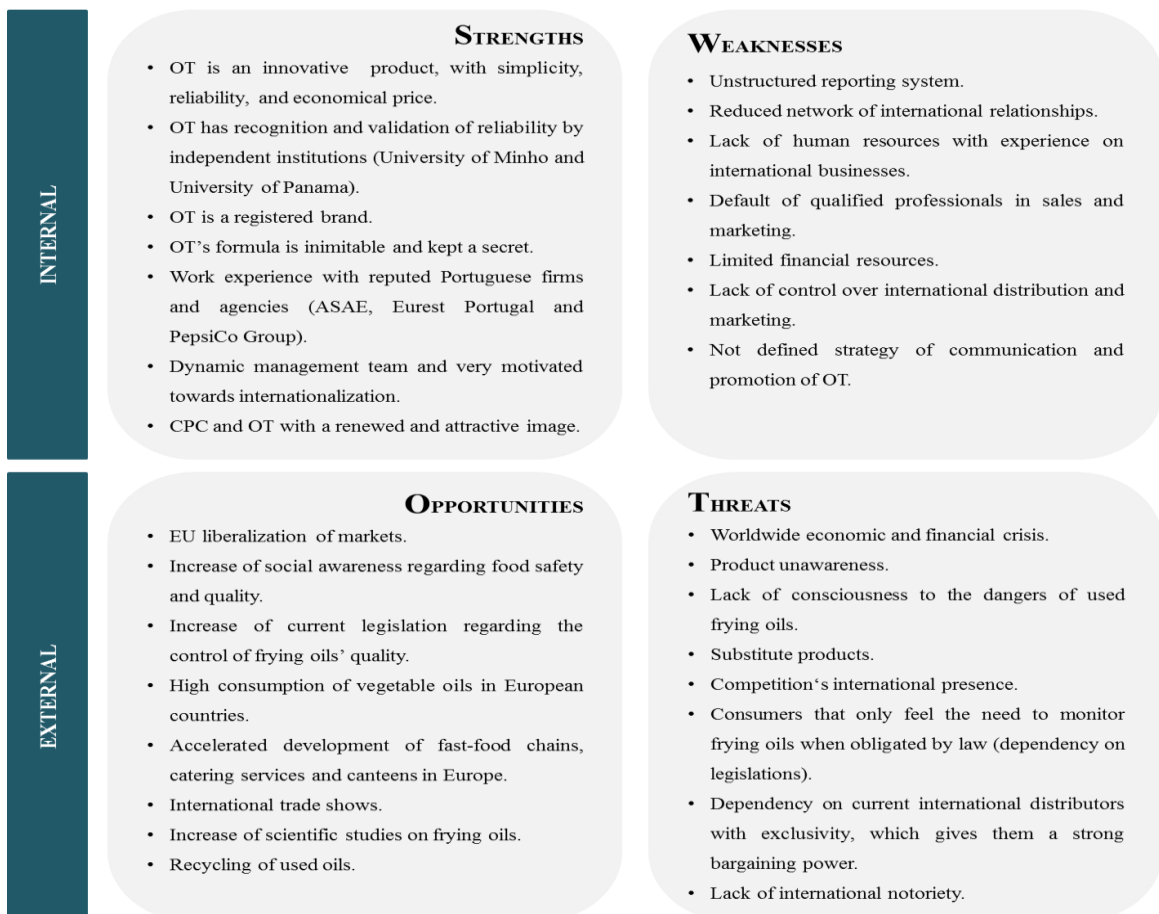 INTERNAL
STRENGTHS
• OT is an innovative product, with simplicity,
reliability, and economical price.
• OT has recognition and validation of reliability by
independent institutions (University of Minho and
University of Panama).
• OT is a registered brand.
• OT’s formula is inimitable and kept a secret.
• Work experience with reputed Portuguese firms
and agencies (ASAE, Eurest Portugal and
PepsiCo Group).
• Dynamic management team and very motivated
towards internationalization.
• CPC and OT with a renewed and attractive image.
WEAKNESSES
• Unstructured reporting system.
• Reduced network of international relationships.
• Lack of human resources with experience on
international businesses.
• Default of qualified professionals in sales and
marketing.
• Limited financial resources.
• Lack of control over international distribution and
marketing.
• Not defined strategy of communication and
promotion of OT.
EXTERNAL
OPPORTUNITIES
• EU liberalization of markets.
• Increase of social awareness regarding food safety
and quality.
• Increase of current legislation regarding the
control of frying oils’ quality.
• High consumption of vegetable oils in European
countries.
• Accelerated development of fast-food chains,
catering services and canteens in Europe.
• International trade shows.
• Increase of scientific studies on frying oils.
• Recycling of used oils.
THREATS
• Worldwide economic and financial crisis.
• Product unawareness.
• Lack of consciousness to the dangers of used
frying oils.
• Substitute products.
• Competition‘s international presence.
• Consumers that only feel the need to monitor
frying oils when obligated by law (dependency on
legislations).
• Dependency on current international distributors
with exclusivity, which gives them a strong
bargaining power.
• Lack of international notoriety.